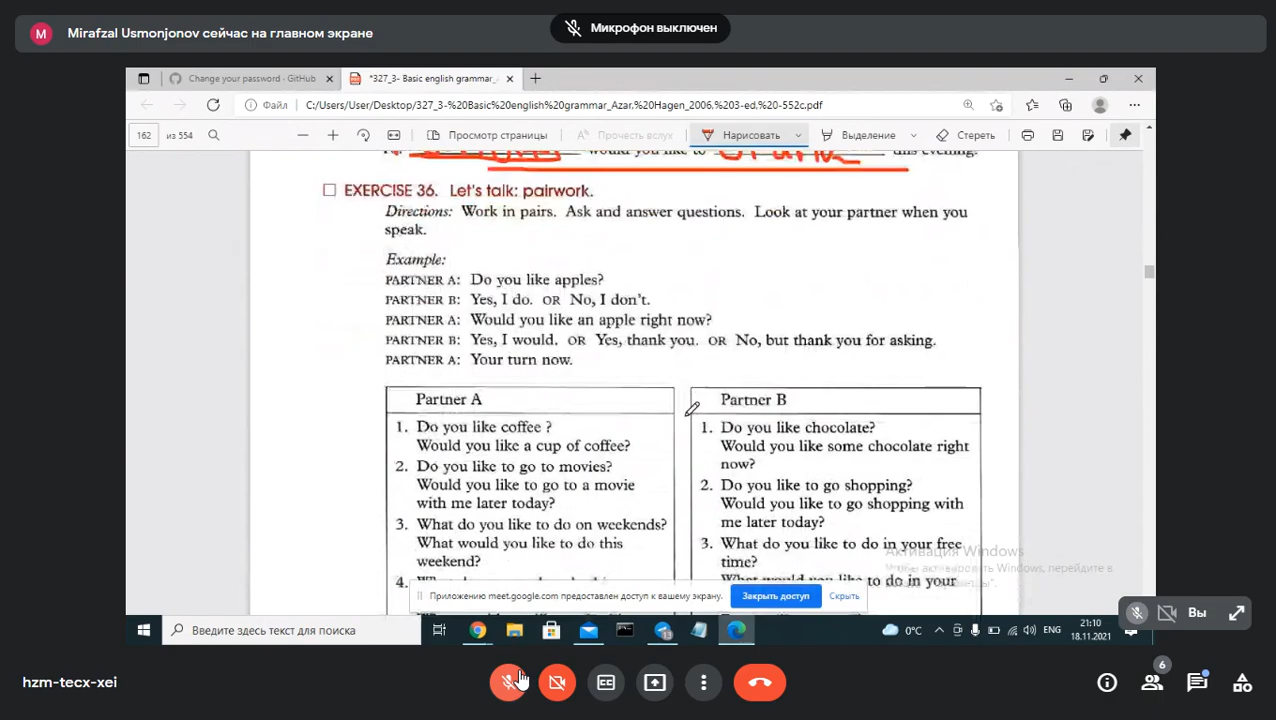 Микрофон выключен
M Mirafzal Usmonjonov сейчас на главном экране
Change your password · GitHub
*327_3- Basic english grammar_
Файл C:/Users/User/Desktop/327_3-%20Basic%20english%20grammar_Azar,%20Hagen_2006.%203-ed,%20-552c.pdf
162 из 554
Просмотр страницы
Прочесть вслух
Нарисовать
Выделение
Стереть
would you like to
this evening.
EXERCISE 36. Let's talk: pairwork.
Directions: Work in pairs. Ask and answer questions. Look at your partner when you
speak.
Example:
PARTNER A: Do you like apples?
PARTNER B: Yes, I do. OR No, I don't.
PARTNER A: Would you like an apple right now?
PARTNER B: Yes, I would. OR Yes, thank you. OR No, but thank you for asking.
PARTNER A: Your turn now.
Partner A
1. Do you like coffee ?
Would you like a cup of coffee?
2. Do you like to go to movies?
Would you like to go to a movie
with me later today?
3. What do you like to do on weekends?
What would you like to do this
weekend?
4.
Partner B
1. Do you like chocolate?
Would you like some chocolate right
now?
2. Do you like to go shopping?
Would you like to go shopping with
me later today?
3. What do you like to do in your free
time?
What would you like to do in your
Активация Windows
Чтобы активировать Windows, перейдите в
Приложению meet.google.com предоставлен доступ к вашему экрану.
Закрыть доступ
Скрыть
Вы
Введите здесь текст для поиска
13
0°C
ENG
21:10
18.11.2021
hzm-tecx-xei
6